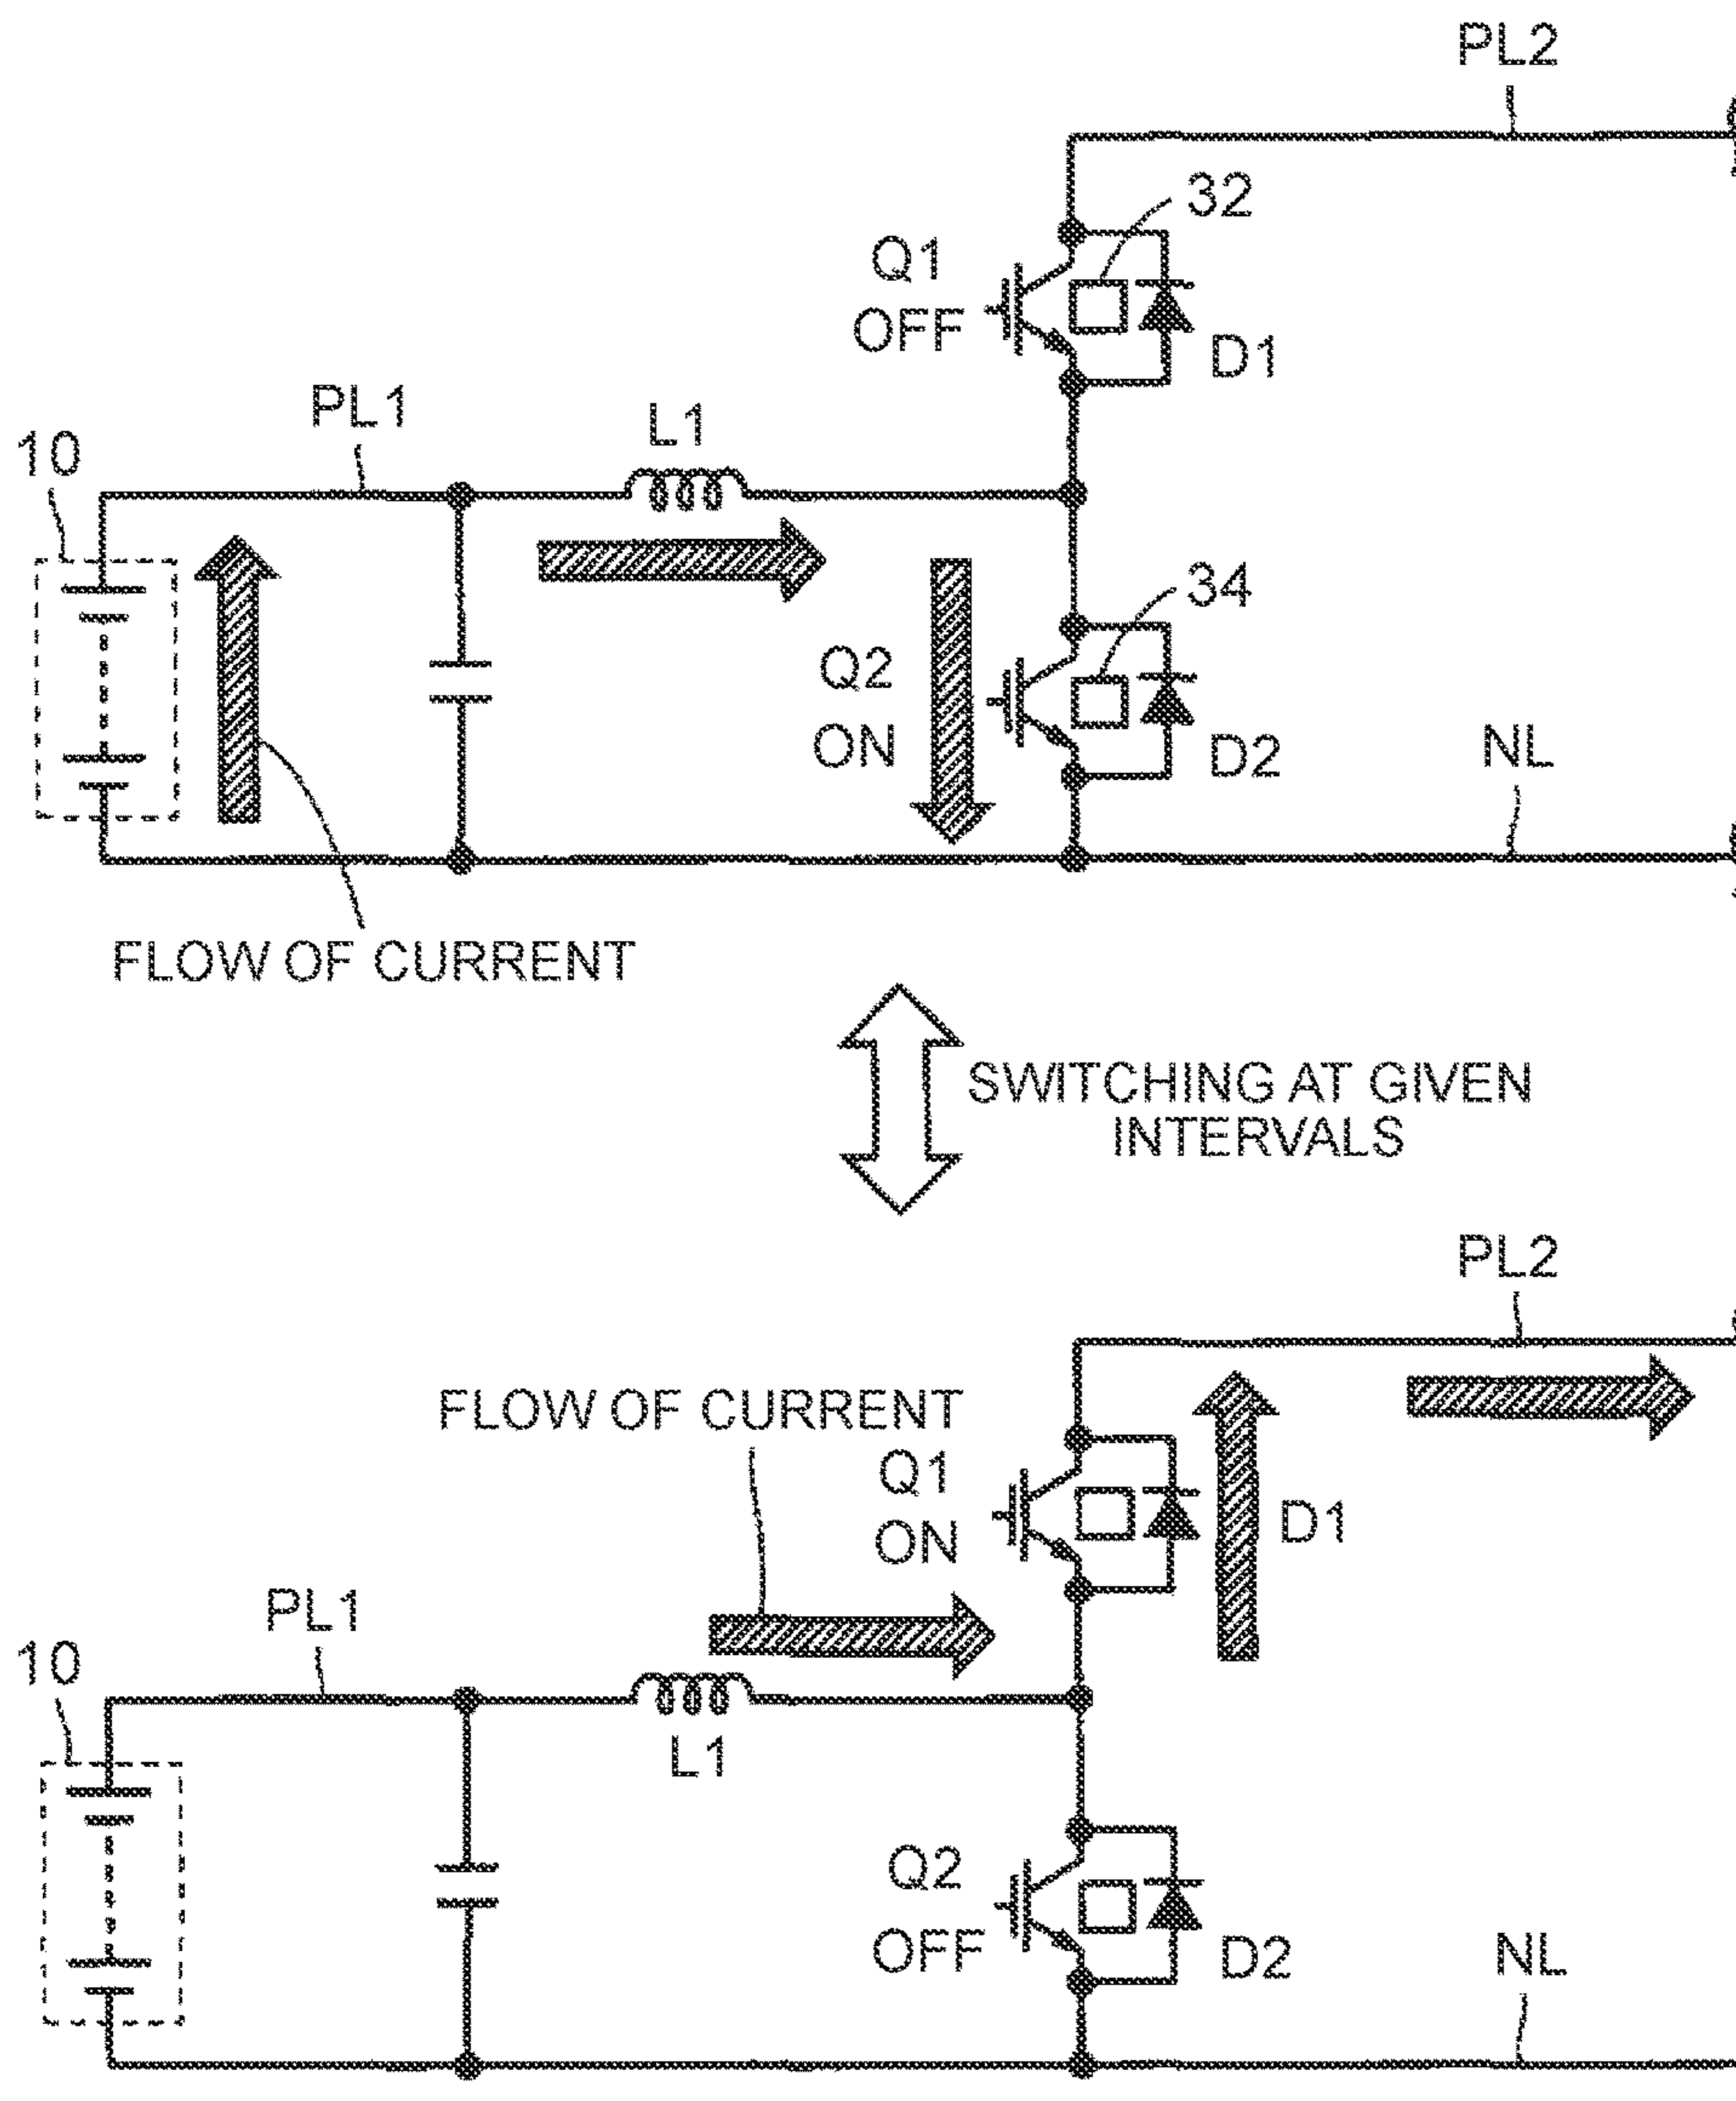 PL2
32
Q1
OFF
D1
PL1
L1
10
34
Q2
ON
D2
NL
FLOW OF CURRENT
SWITCHING AT GIVEN
INTERVALS
PL2
FLOW OF CURRENT
Q1
ON
D1
PL1
10
L1
Q2
OFF
D2
NL